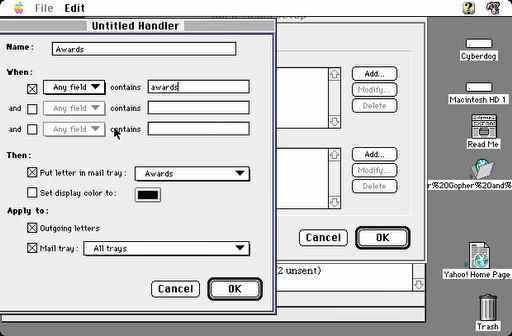 File Edit
Untitled Handler
Name: Awards
When:
Any field contains awards
and Any field contains
and Any field contains
Then:
Put letter in mail tray: Awards
Set display color to:
Apply to:
Outgoing letters
Mail tray: All trays
Cancel OK
Add...
Modify...
Delete
Add...
Modify...
Delete
Cancel OK
(2 unsent)
Cyberdog
Macintosh HD 1
Read Me
r%20Gopher%20and%
Yahoo! Home Page
Trash